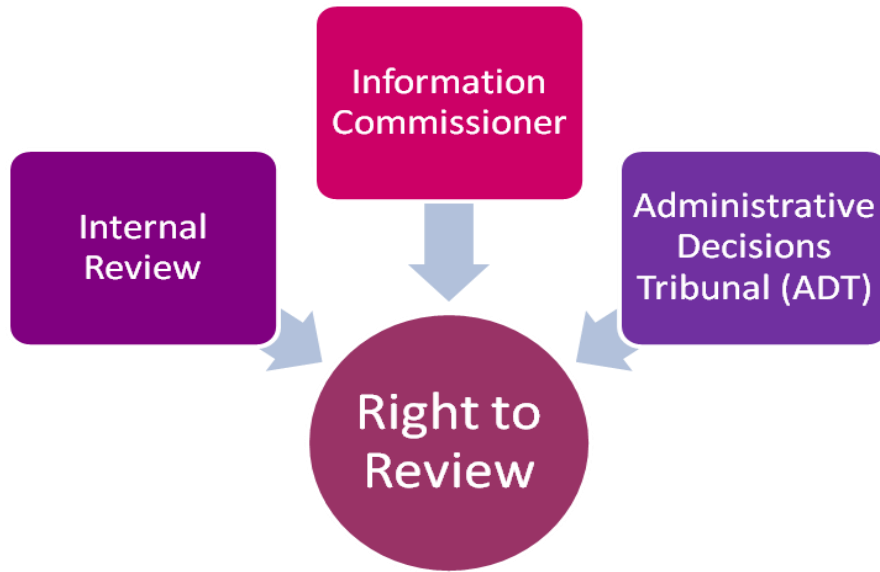 Information
Commissioner
Internal
Review
Administrative
Decisions
Tribunal (ADT)
Right to
Review